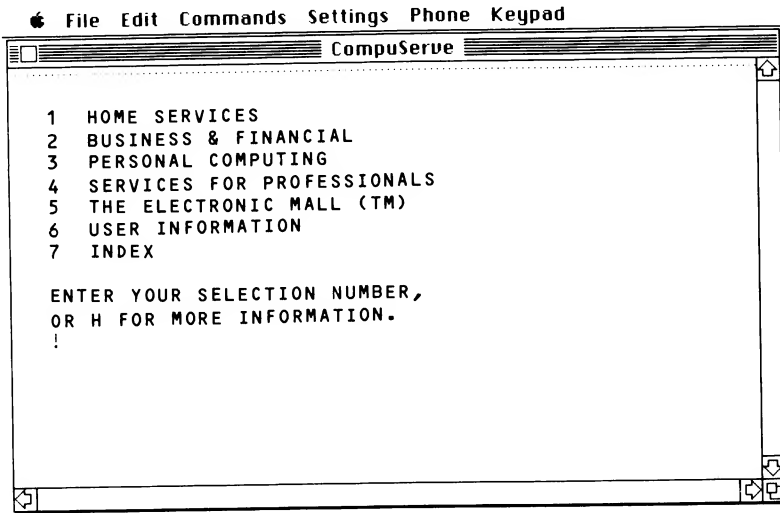 File Edit Commands Settings Phone Keypad
CompuServe
1 HOME SERVICES
2 BUSINESS & FINANCIAL
3 PERSONAL COMPUTING
4 SERVICES FOR PROFESSIONALS
5 THE ELECTRONIC MALL (TM)
6 USER INFORMATION
7 INDEX
ENTER YOUR SELECTION NUMBER,
OR H FOR MORE INFORMATION.
!